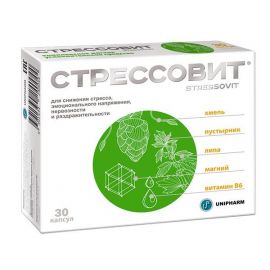 СТРЕССОВИТ®
STRESSOVIT
для снижения стресса,
эмоционального напряжения,
нервозности
и раздражительности
хмель
пустырник
липа
магний
витамин B6
30
капсул
UNIPHARM